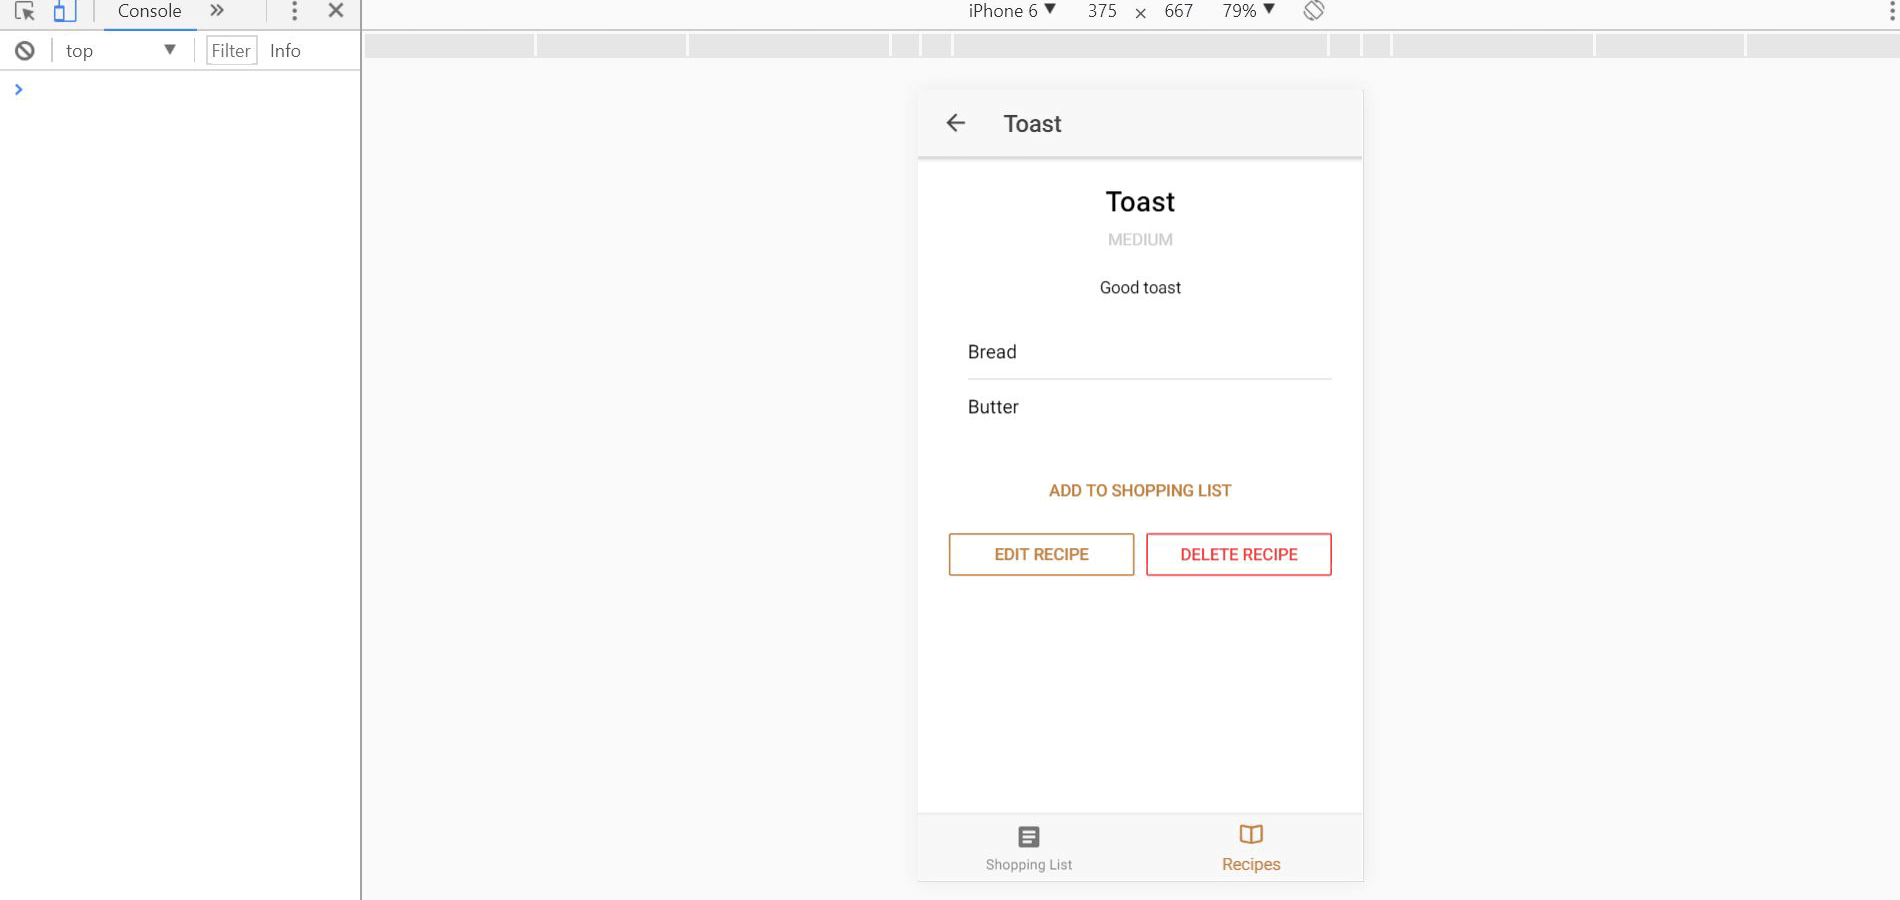 Console
top Filter Info
iPhone 6 375 × 667 79%
Toast
Toast
MEDIUM
Good toast
Bread
Butter
ADD TO SHOPPING LIST
EDIT RECIPE DELETE RECIPE
Shopping List Recipes